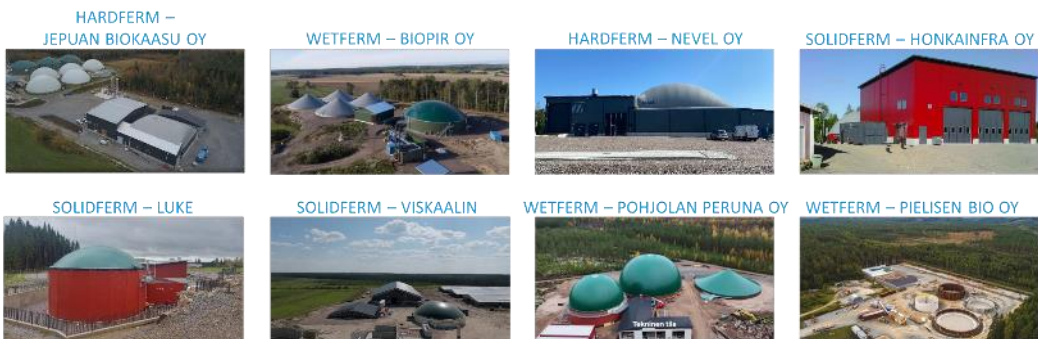 HARDFERM –
JEPUAN BIOKAASU OY
WETFERM – BIOPIR OY
HARDFERM – NEVEL OY
SOLIDFERM – HONKAINFRA OY
SOLIDFERM – LUKE
SOLIDFERM – VISKAALIN
WETFERM – POHJOLAN PERUNA OY
WETFERM – PIELISEN BIO OY
Tekninen tila